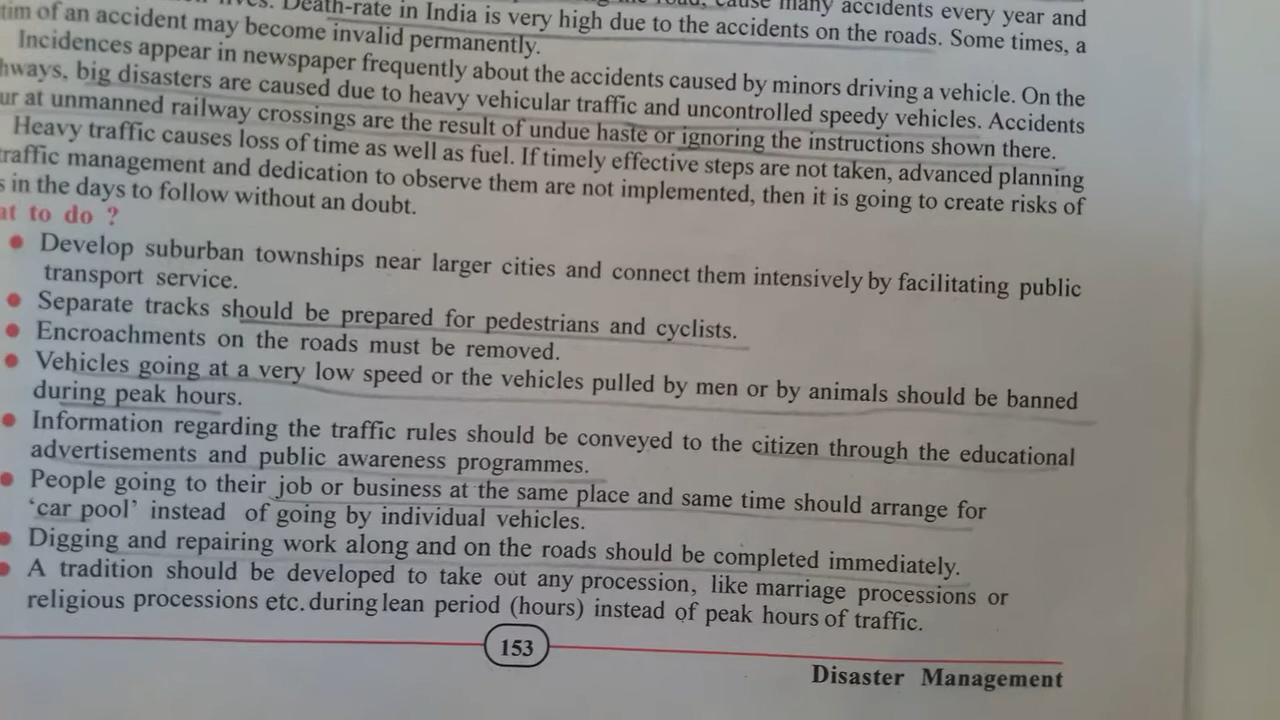 Death-rate in India is very high due to the accidents on the roads. Some times, a
of an accident may become invalid permanently.
Incidences appear in newspaper frequently about the accidents caused by minors driving a vehicle. On the
big disasters are caused due to heavy vehicular traffic and uncontrolled speedy vehicles. Accidents
at unmanned railway crossings are the result of undue haste or ignoring the instructions shown there.
Heavy traffic causes loss of time as well as fuel. If timely effective steps are not taken, advanced planning
traffic management and dedication to observe them are not implemented, then it is going to create risks of
in the days to follow without an doubt.
to do ?
• Develop suburban townships near larger cities and connect them intensively by facilitating public
transport service.
• Separate tracks should be prepared for pedestrians and cyclists.
• Encroachments on the roads must be removed.
• Vehicles going at a very low speed or the vehicles pulled by men or by animals should be banned
during peak hours.
• Information regarding the traffic rules should be conveyed to the citizen through the educational
advertisements and public awareness programmes.
• People going to their job or business at the same place and same time should arrange for
‘car pool’ instead of going by individual vehicles.
• Digging and repairing work along and on the roads should be completed immediately.
• A tradition should be developed to take out any procession, like marriage processions or
religious processions etc. during lean period (hours) instead of peak hours of traffic.
153
Disaster Management